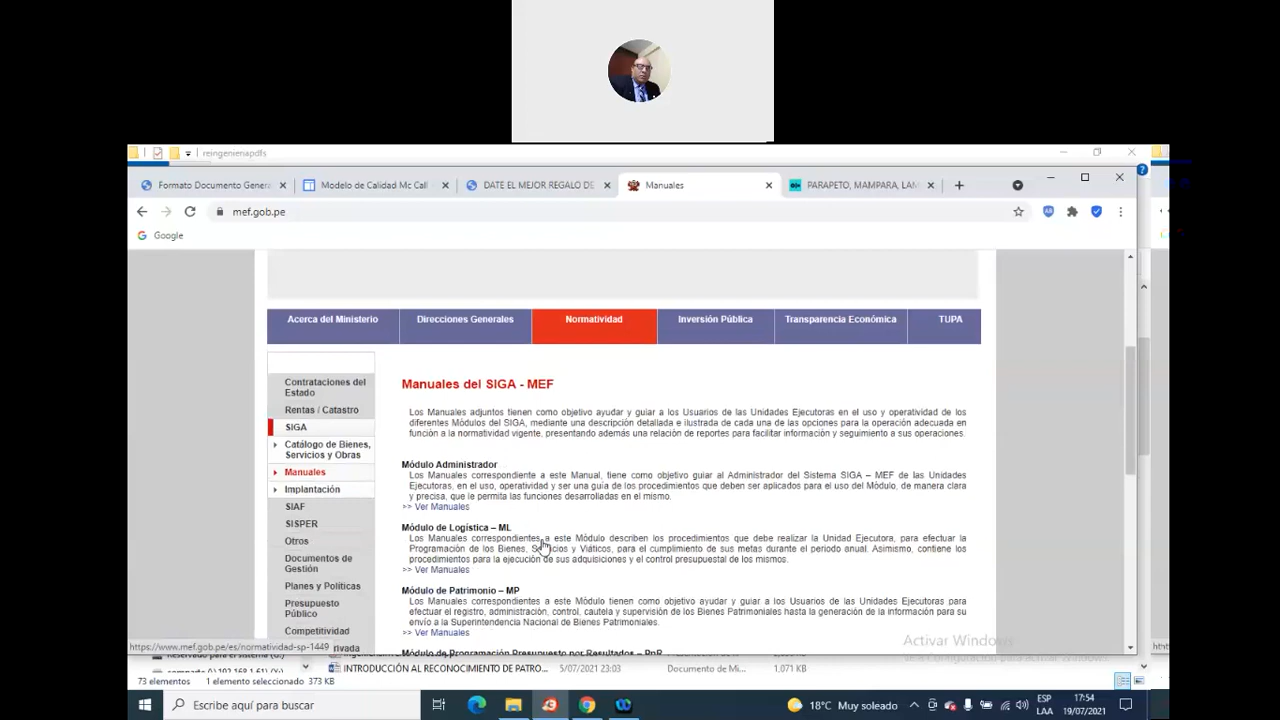 reingenienapdfs
Formato Documento Genera
Modelo de Calidad Mc Call
DATE EL MEJOR REGALO DE
Manuales
PARAPETO, MAMPARA, LAM
mef.gob.pe
Google
Acerca del Ministerio
Direcciones Generales
Normatividad
Inversión Pública
Transparencia Económica
TUPA
Contrataciones del
Estado
Rentas / Catastro
SIGA
Catálogo de Bienes,
Servicios y Obras
Manuales
Implantación
SIAF
SISPER
Otros
Documentos de
Gestión
Planes y Políticas
Presupuesto
Público
Competitividad
rivada
Manuales del SIGA - MEF
Los Manuales adjuntos tienen como objetivo ayudar y guiar a los Usuarios de las Unidades Ejecutoras en el uso y operatividad de los
diferentes Módulos del SIGA, mediante una descripción detallada e ilustrada de cada una de las opciones para la operación adecuada en
función a la normatividad vigente, presentando además una relación de reportes para facilitar información y seguimiento a sus operaciones.
Módulo Administrador
Los Manuales correspondiente a este Manual, tiene como objetivo guiar al Administrador del Sistema SIGA – MEF de las Unidades
Ejecutoras, en el uso, operatividad y ser una guía de los procedimientos que deben ser aplicados para el uso del Módulo, de manera clara
y precisa, que le permita las funciones desarrolladas en el mismo.
>> Ver Manuales
Módulo de Logística – ML
Los Manuales correspondientes a este Módulo describen los procedimientos que debe realizar la Unidad Ejecutora, para efectuar la
Programación de los Bienes, Servicios y Viáticos, para el cumplimiento de sus metas durante el periodo anual. Asimismo, contiene los
procedimientos para la ejecución de sus adquisiciones y el control presupuestal de los mismos.
>> Ver Manuales
Módulo de Patrimonio – MP
Los Manuales correspondientes a este Módulo tienen como objetivo ayudar y guiar a los Usuarios de las Unidades Ejecutoras para
efectuar el registro, administración, control, cautela y supervisión de los Bienes Patrimoniales hasta la generación de la información para su
envío a la Superintendencia Nacional de Bienes Patrimoniales.
>> Ver Manuales
Módulo de Programación Presupuesto por Resultados – PpR
https://www.mef.gob.pe/es/normatividad-sp-1449
Activar Windows
INTRODUCCIÓN AL RECONOCIMIENTO DE PATRO... 5/07/2021 23:03 Documento de Mi... 1,071 KB
73 elementos 1 elemento seleccionado 373 KB
Escribe aquí para buscar
18°C Muy soleado
ESP
LAA
17:54
19/07/2021